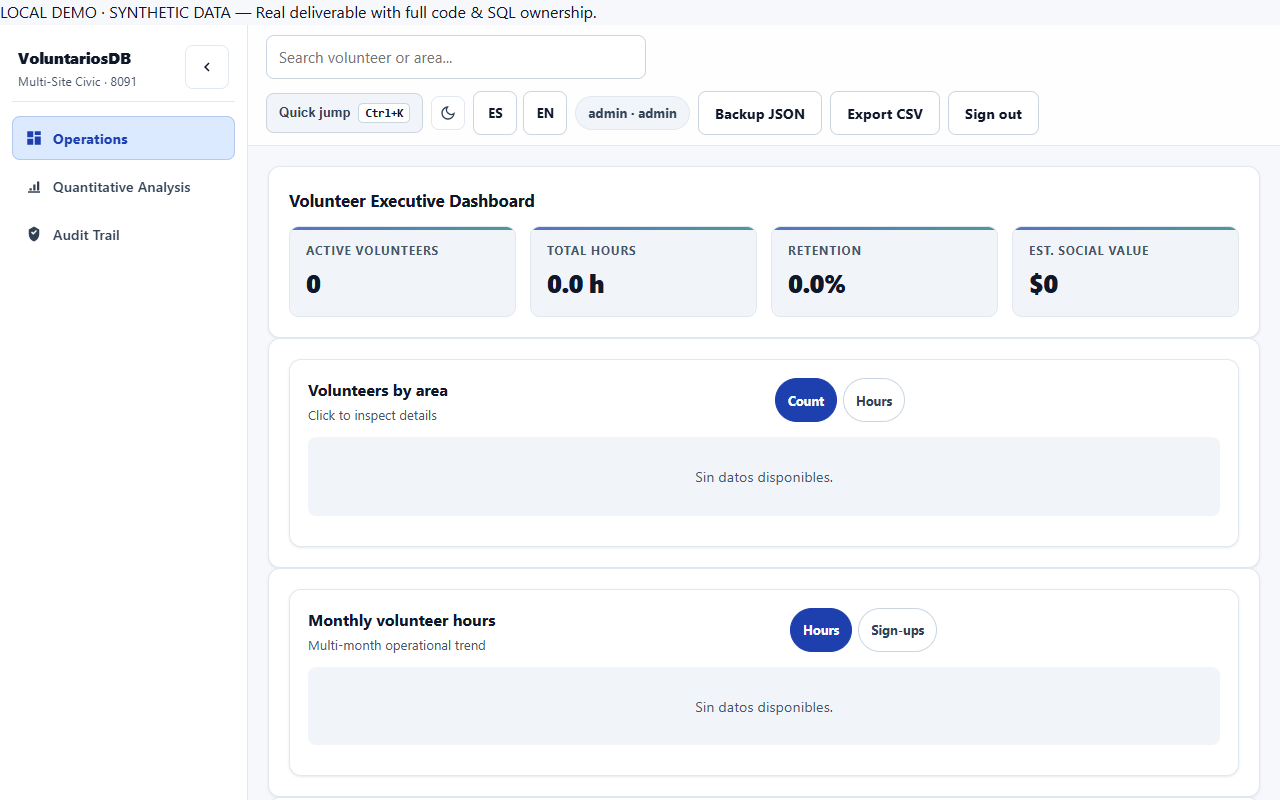 LOCAL DEMO · SYNTHETIC DATA — Real deliverable with full code & SQL ownership.
VoluntariosDB
Multi-Site Civic · 8091
Operations
Quantitative Analysis
Audit Trail
Search volunteer or area...
Quick jump Ctrl+K ES EN admin · admin Backup JSON Export CSV Sign out
Volunteer Executive Dashboard
ACTIVE VOLUNTEERS
0
TOTAL HOURS
0.0 h
RETENTION
0.0%
EST. SOCIAL VALUE
$0
Volunteers by area
Click to inspect details
Count Hours
Sin datos disponibles.
Monthly volunteer hours
Multi-month operational trend
Hours Sign-ups
Sin datos disponibles.